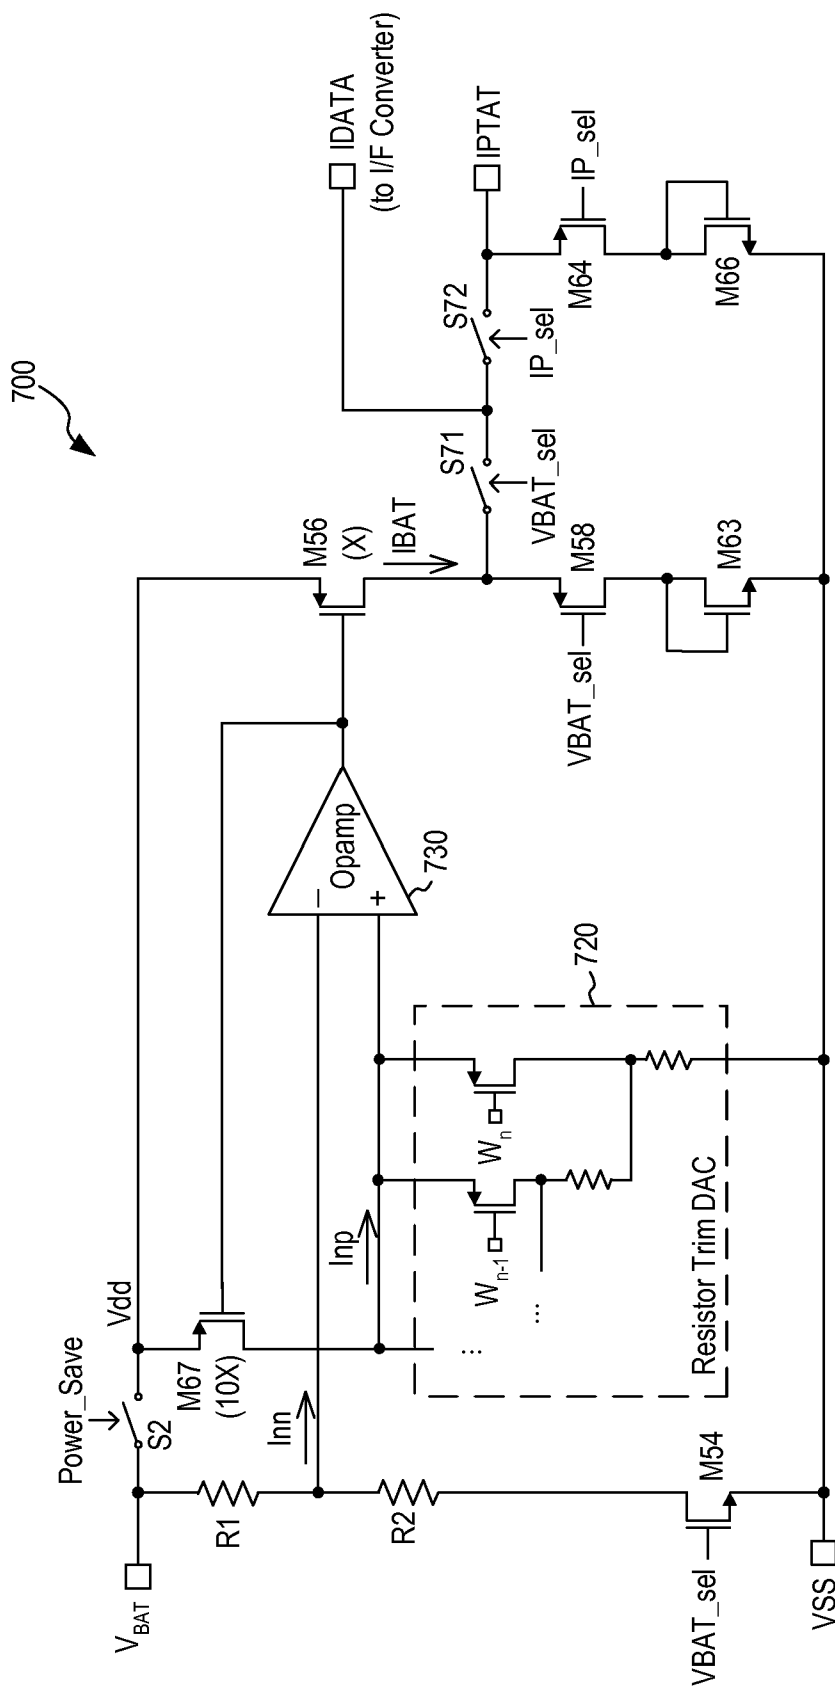 700
V_BAT
Power_Save
S2
Vdd
R1
R2
Inn
M67
(10X)
Inp
Opamp
−
+
730
M56
(X)
IBAT
IDATA
(to I/F Converter)
S71
VBAT_sel
S72
IP_sel
IPTAT
VBAT_sel
M58
M63
M64
IP_sel
M66
720
W_n-1
W_n
...
...
Resistor Trim DAC
VBAT_sel
M54
VSS